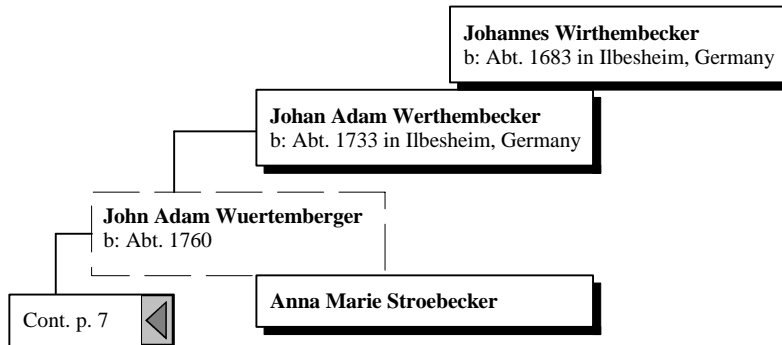 Johannes Wirthembecker
b: Abt. 1683 in Ilbesheim, Germany
Johan Adam Werthembecker
b: Abt. 1733 in Ilbesheim, Germany
John Adam Wuertemberger
b: Abt. 1760
Anna Marie Stroebecker
Cont. p. 7